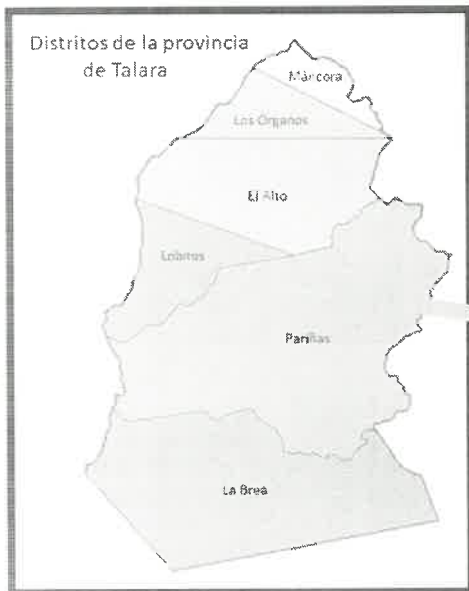 Distritos de la provincia
de Talara
Máncora
Los Órganos
El Alto
Lobitos
Pariñas
La Brea